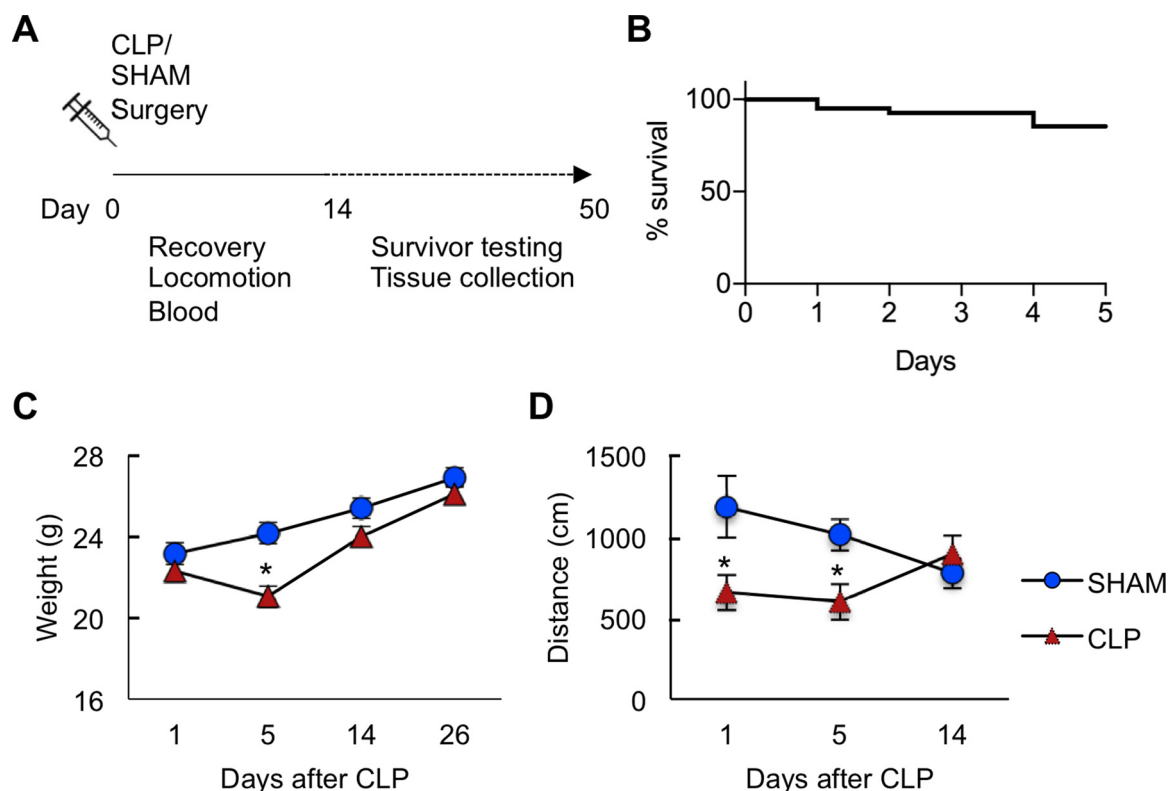 A
CLP/
SHAM
Surgery
Day 0 14 50
Recovery
Locomotion
Blood
Survivor testing
Tissue collection
B
% survival
100
50
0
0 1 2 3 4 5
Days
C
Weight (g)
28
24
20
16
*
1 5 14 26
Days after CLP
D
Distance (cm)
1500
1000
500
0
* *
1 5 14
Days after CLP
SHAM
CLP